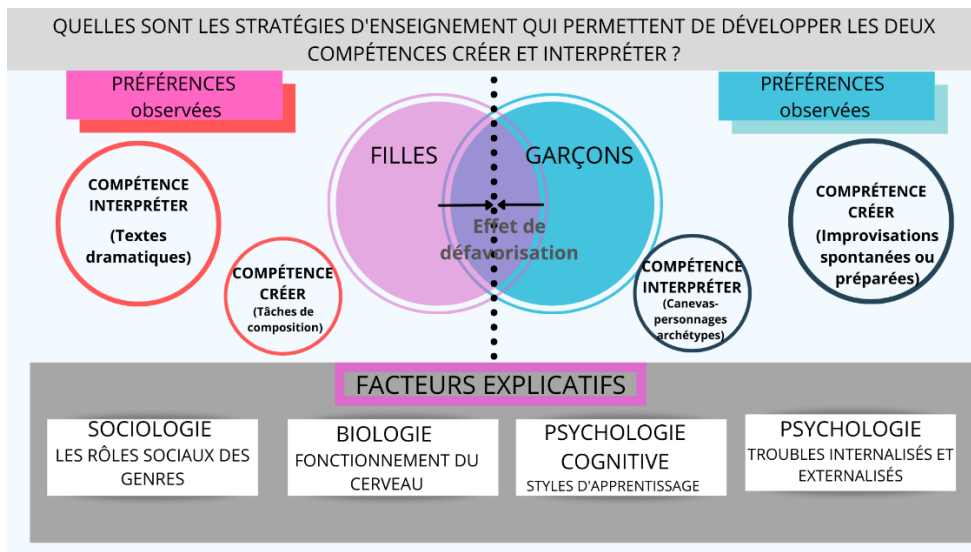 QUELLES SONT LES STRATÉGIES D'ENSEIGNEMENT QUI PERMETTENT DE DÉVELOPPER LES DEUX
COMPÉTENCES CRÉER ET INTERPRÉTER ?
PRÉFÉRENCES
observées
PRÉFÉRENCES
observées
FILLES
GARÇONS
Effet de
défavorisation
COMPÉTENCE
INTERPRÉTER
(Textes
dramatiques)
COMPÉTENCE
CRÉER
(Tâches de
composition)
COMPÉTENCE
INTERPRÉTER
(Canevas-
personnages
archétypes)
COMPRÉTENCE
CRÉER
(Improvisations
spontanées ou
préparées)
FACTEURS EXPLICATIFS
SOCIOLOGIE
LES RÔLES SOCIAUX DES
GENRES
BIOLOGIE
FONCTIONNEMENT DU
CERVEAU
PSYCHOLOGIE
COGNITIVE
STYLES D'APPRENTISSAGE
PSYCHOLOGIE
TROUBLES INTERNALISÉS ET
EXTERNALISÉS